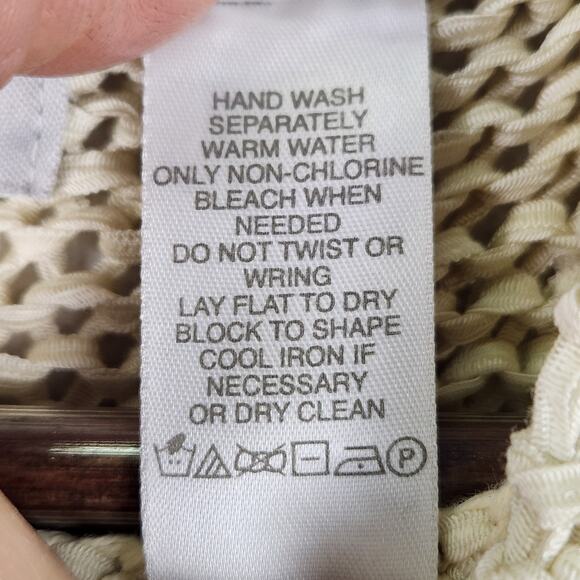 HAND WASH
SEPARATELY
WARM WATER
ONLY NON-CHLORINE
BLEACH WHEN
NEEDED
DO NOT TWIST OR
WRING
LAY FLAT TO DRY
BLOCK TO SHAPE
COOL IRON IF
NECESSARY
OR DRY CLEAN
P